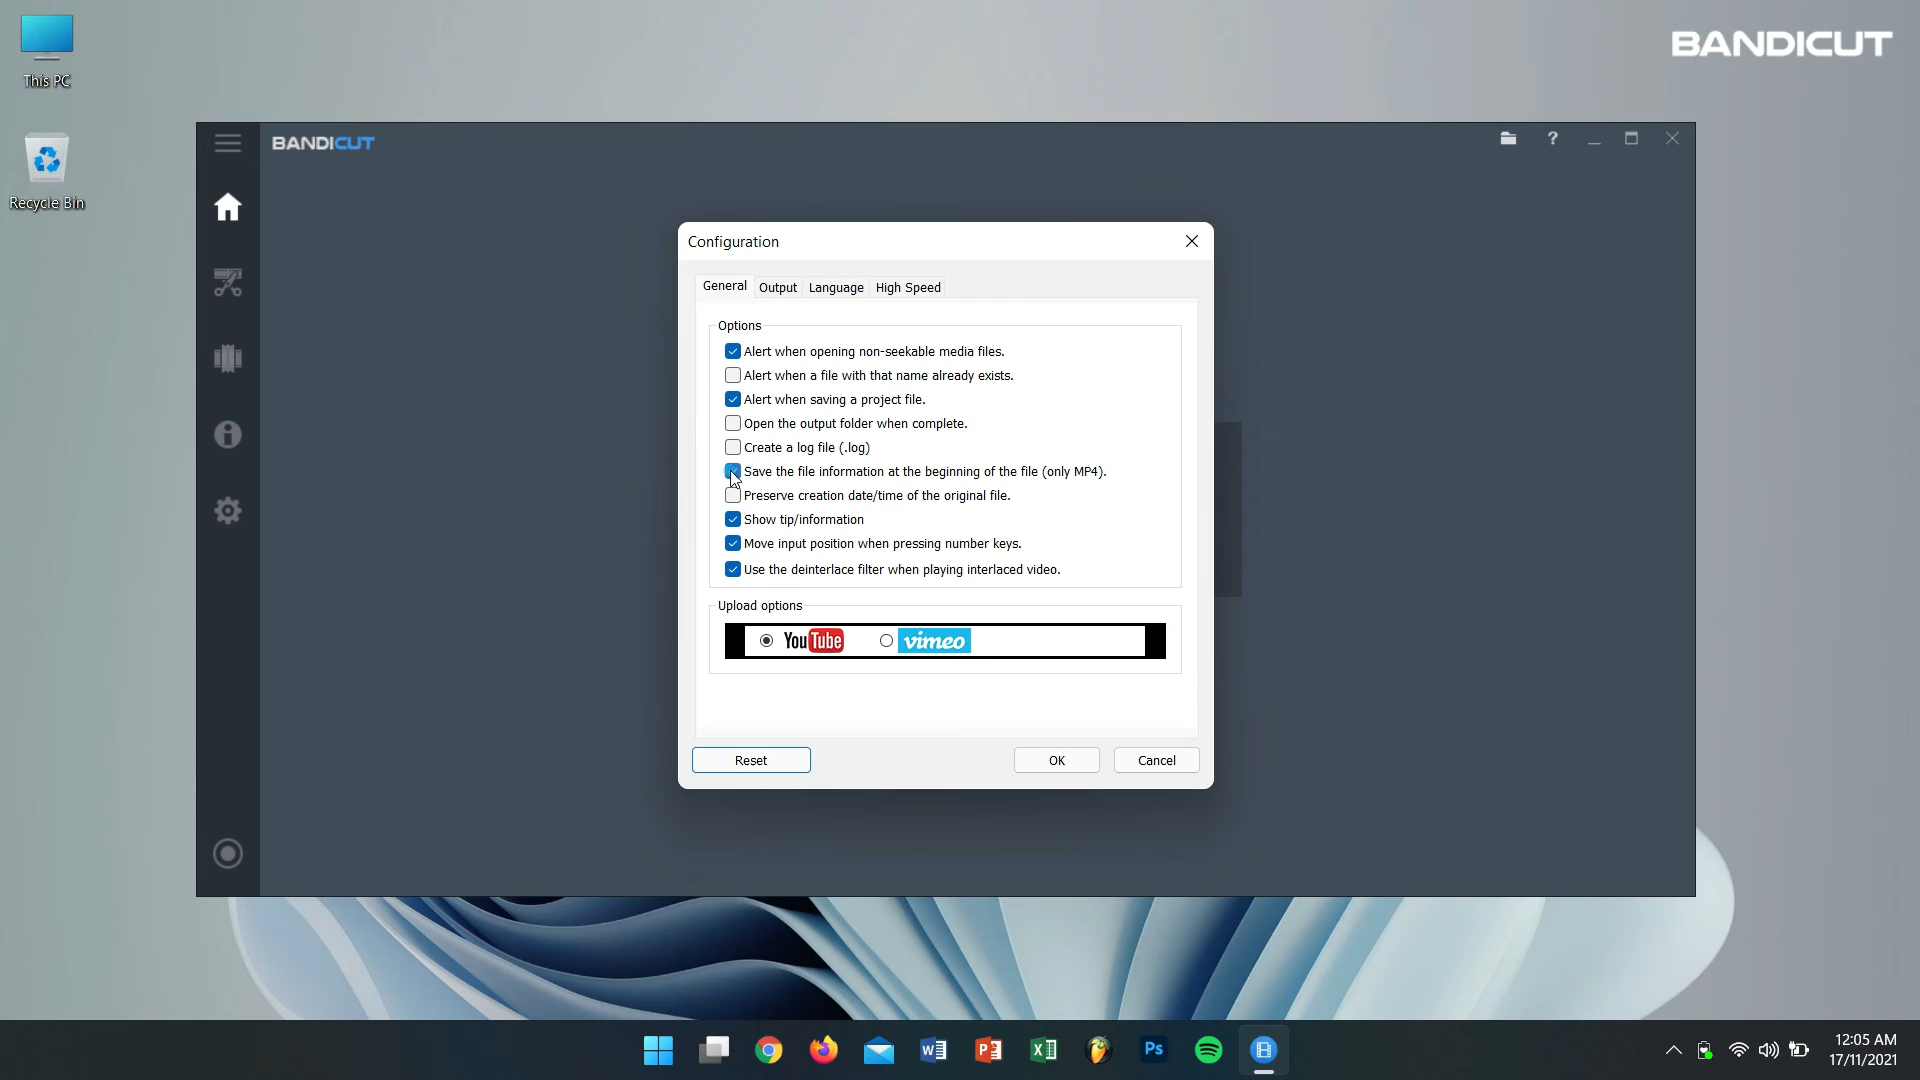 This PC
Recycle Bin
BANDICUT
BANDICUT
?
Configuration
General
Output
Language
High Speed
Options
Alert when opening non-seekable media files.
Alert when a file with that name already exists.
Alert when saving a project file.
Open the output folder when complete.
Create a log file (.log)
Save the file information at the beginning of the file (only MP4).
Preserve creation date/time of the original file.
Show tip/information
Move input position when pressing number keys.
Use the deinterlace filter when playing interlaced video.
Upload options
YouTube
vimeo
Reset
OK
Cancel
W
P
X
Ps
12:05 AM
17/11/2021